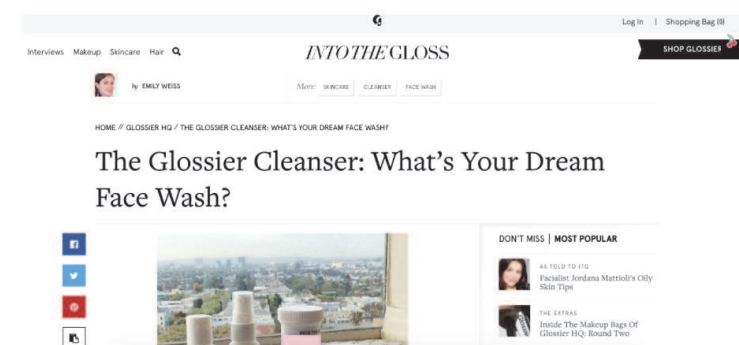 Log In | Shopping Bag (0)
Interviews Makeup Skincare Hair
INTO THE GLOSS
SHOP GLOSSIER
by EMILY WEISS
More: SKINCARE CLEANSER FACE WASH
HOME // GLOSSIER HQ / THE GLOSSIER CLEANSER: WHAT'S YOUR DREAM FACE WASH?
The Glossier Cleanser: What's Your Dream
Face Wash?
DON'T MISS | MOST POPULAR
AS TOLD TO ITG
Facialist Jordana Mattioli's Oily
Skin Tips
THE EXTRAS
Inside The Makeup Bags Of
Glossier HQ: Round Two